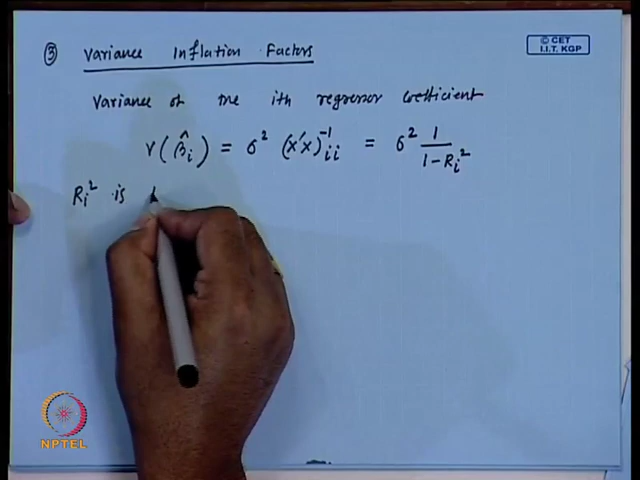 ③ Variance Inflation Factors
© CET
I.I.T. KGP
Variance of the ith regressor coefficient
V(β̂ᵢ) = σ² (X'X)⁻¹ᵢᵢ = σ² 1/(1-Rᵢ²)
Rᵢ² is
NPTEL